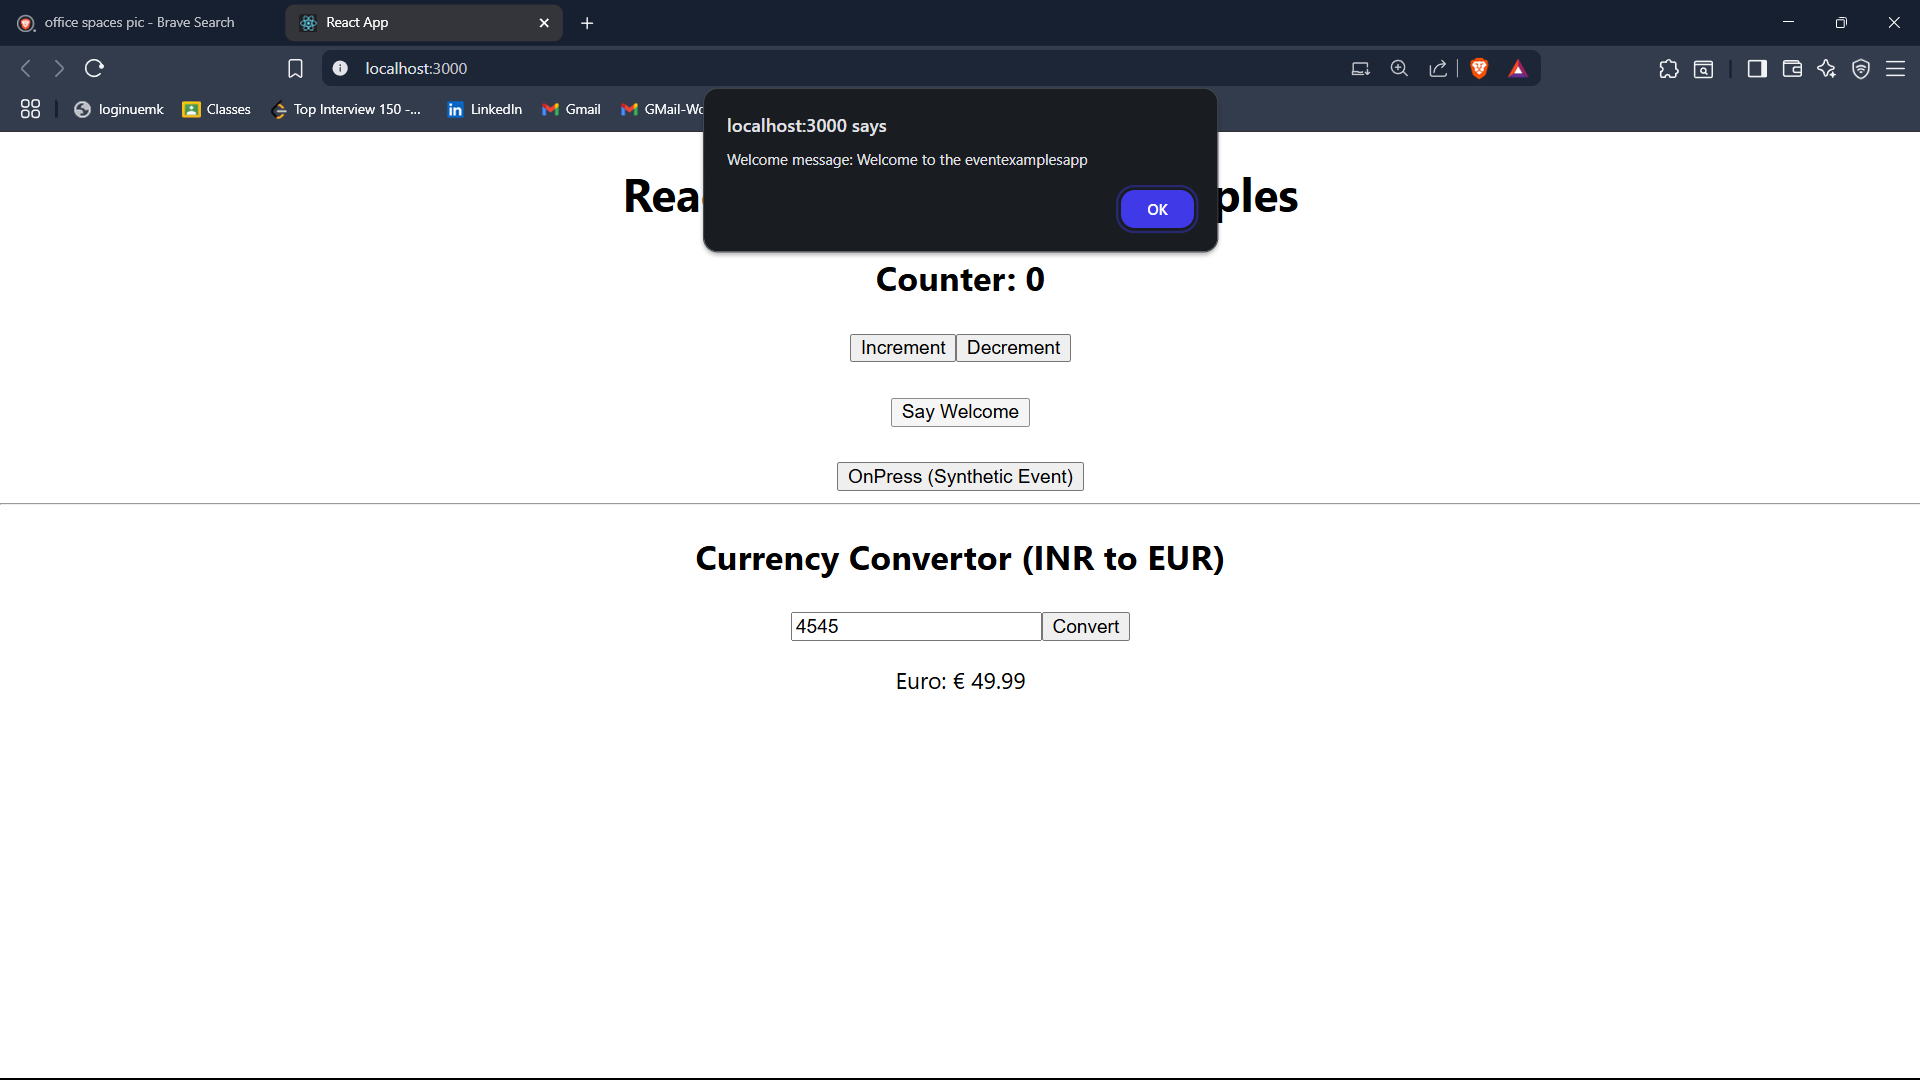 office spaces pic - Brave Search
React App
localhost:3000
loginuemk
Classes
Top Interview 150 -...
LinkedIn
Gmail
GMail-Wo
localhost:3000 says
Welcome message: Welcome to the eventexamplesapp
OK
Rea ples
Counter: 0
Increment Decrement
Say Welcome
OnPress (Synthetic Event)
Currency Convertor (INR to EUR)
4545 Convert
Euro: € 49.99